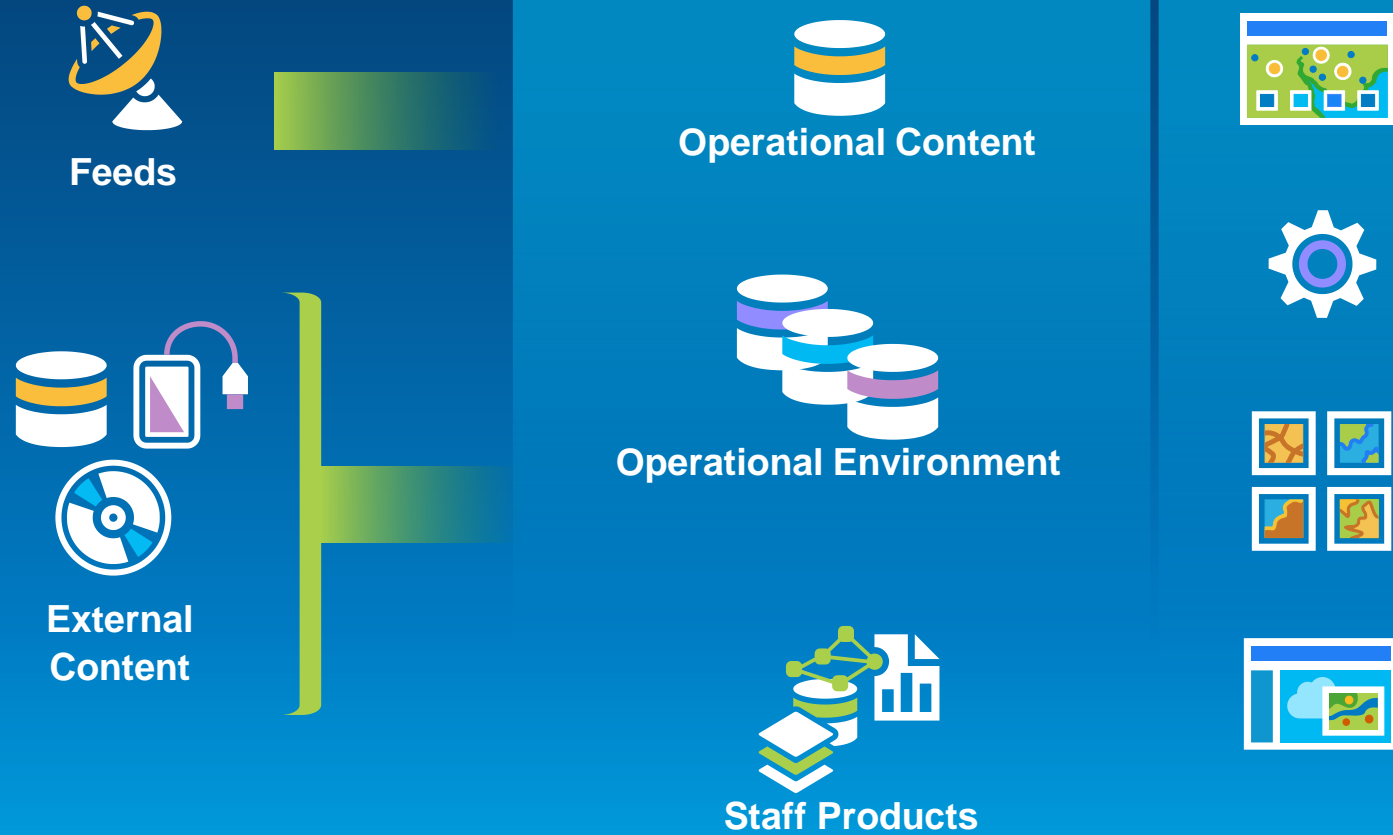 Feeds
External
Content
Operational Content
Operational Environment
Staff Products